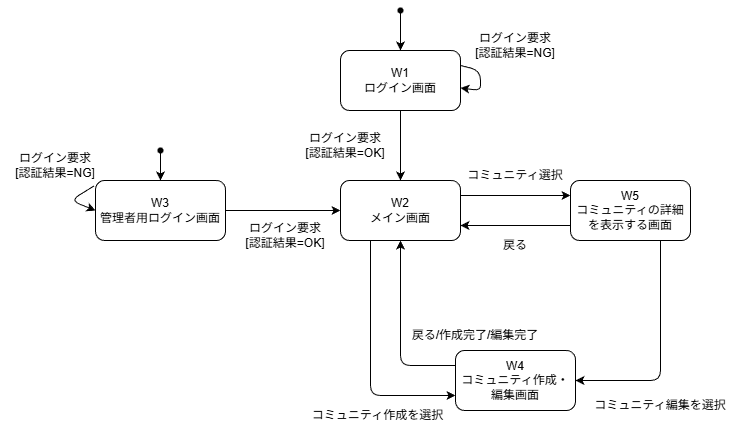 ログイン要求
[認証結果=NG]
W1
ログイン画面
ログイン要求
[認証結果=OK]
ログイン要求
[認証結果=NG]
W3
管理者用ログイン画面
ログイン要求
[認証結果=OK]
W2
メイン画面
コミュニティ選択
戻る
W5
コミュニティの詳細
を表示する画面
戻る/作成完了/編集完了
W4
コミュニティ作成・
編集画面
コミュニティ作成を選択
コミュニティ編集を選択